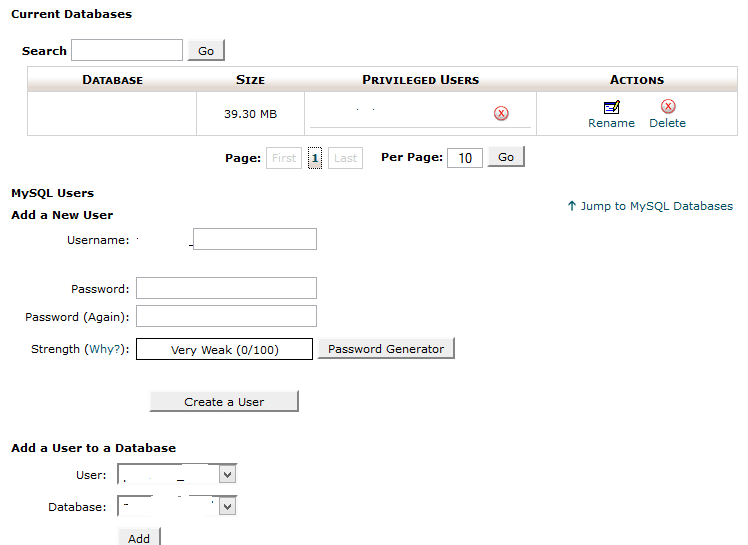 Current Databases
Search Go
DATABASE SIZE PRIVILEGED USERS ACTIONS
39.30 MB
Rename Delete
Page: First 1 Last Per Page: 10 Go
MySQL Users
↑ Jump to MySQL Databases
Add a New User
Username: _
Password:
Password (Again):
Strength (Why?): Very Weak (0/100) Password Generator
Create a User
Add a User to a Database
User:
Database:
Add